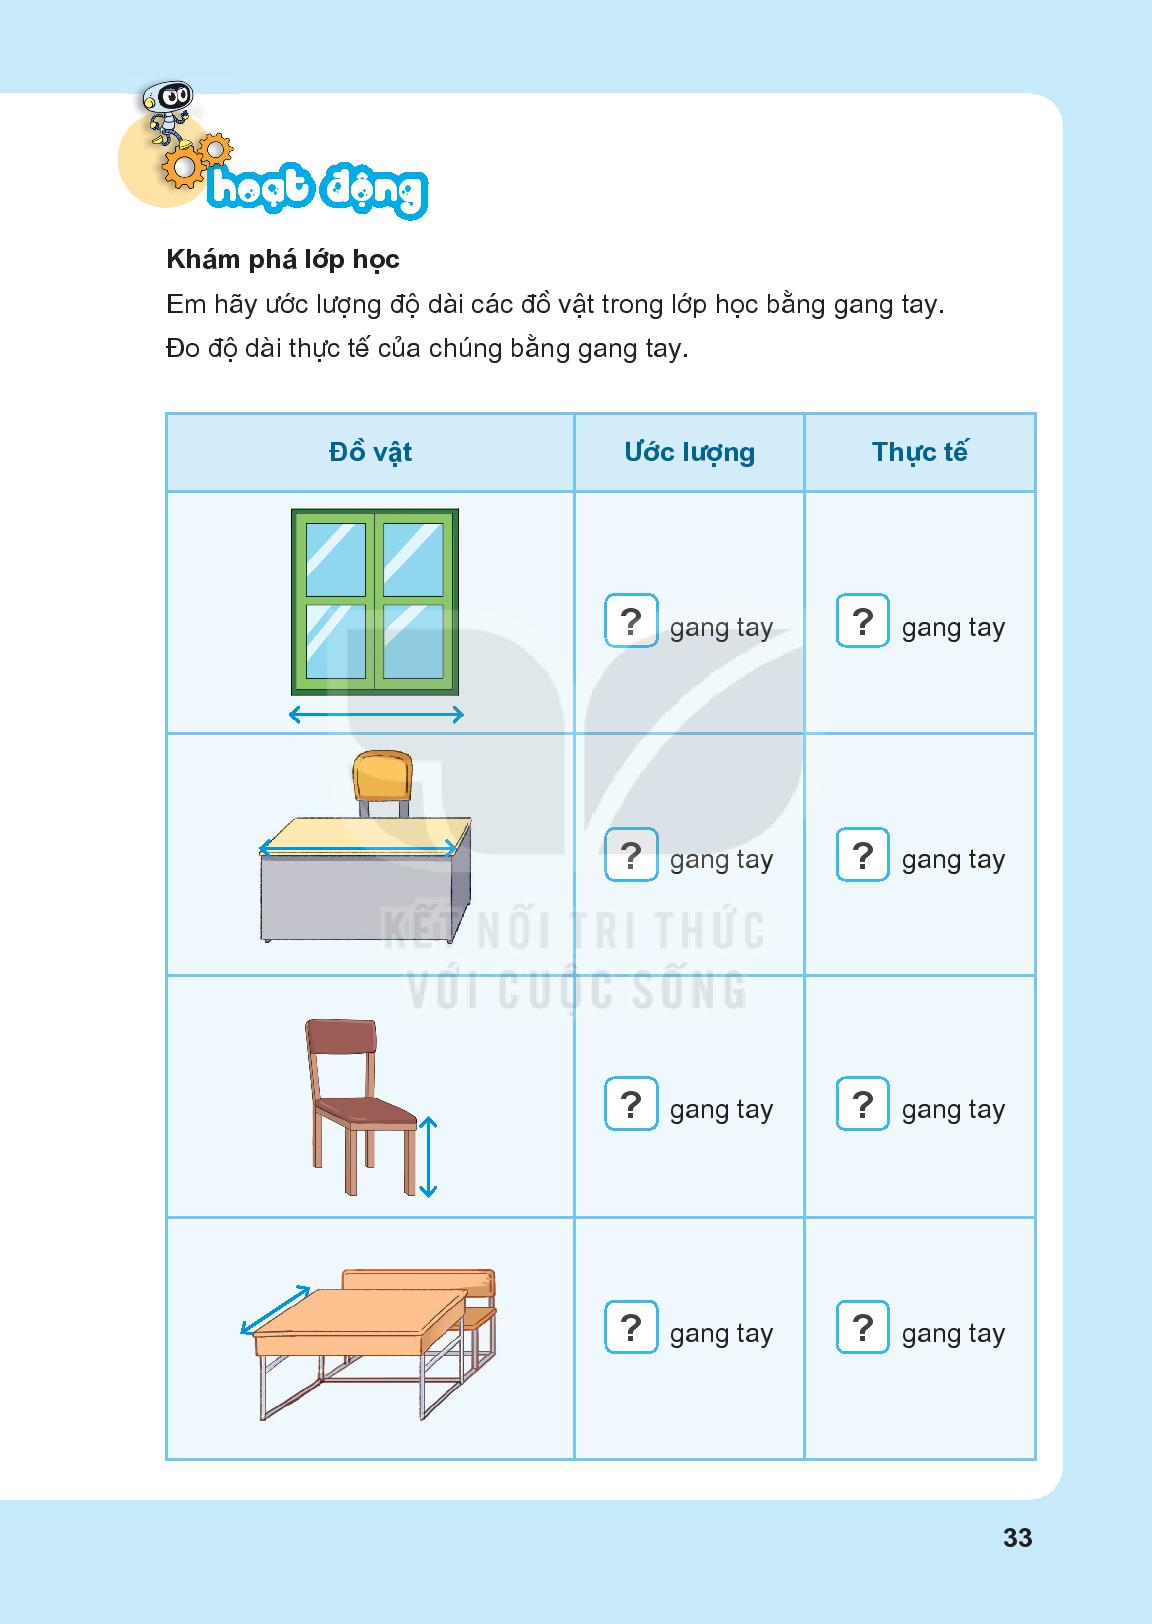 hoạt động
Khám phá lớp học
Em hãy ước lượng độ dài các đồ vật trong lớp học bằng gang tay.
Đo độ dài thực tế của chúng bằng gang tay.
Đồ vật Ước lượng Thực tế
? gang tay ? gang tay
? gang tay ? gang tay
KẾT NỐI TRI THỨC
VỚI CUỘC SỐNG
? gang tay ? gang tay
? gang tay ? gang tay
33